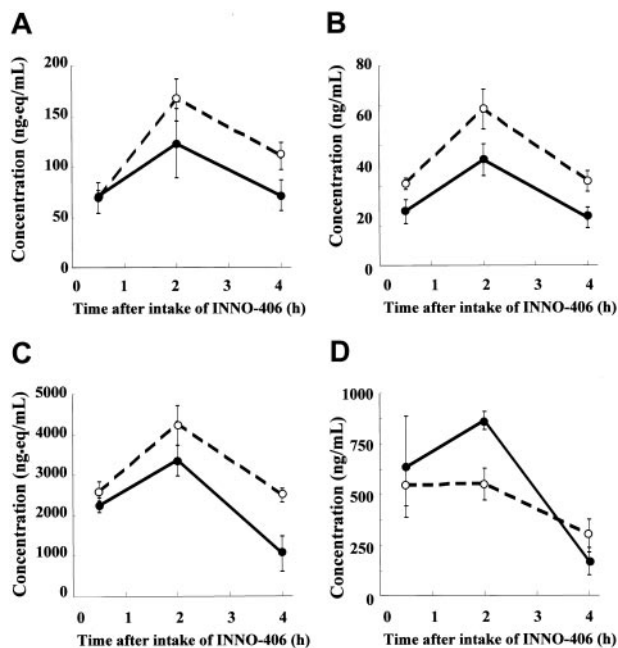 A
Concentration (ng·eq/mL)
200
150
100
50
0
0 1 2 3 4
Time after intake of INNO-406 (h)
B
Concentration (ng/mL)
80
60
40
20
0
0 1 2 3 4
Time after intake of INNO-406 (h)
C
Concentration (ng·eq/mL)
5000
4000
3000
2000
1000
0
0 1 2 3 4
Time after intake of INNO-406 (h)
D
Concentration (ng/mL)
1000
750
500
250
0
0 2 4
Time after intake of INNO-406 (h)